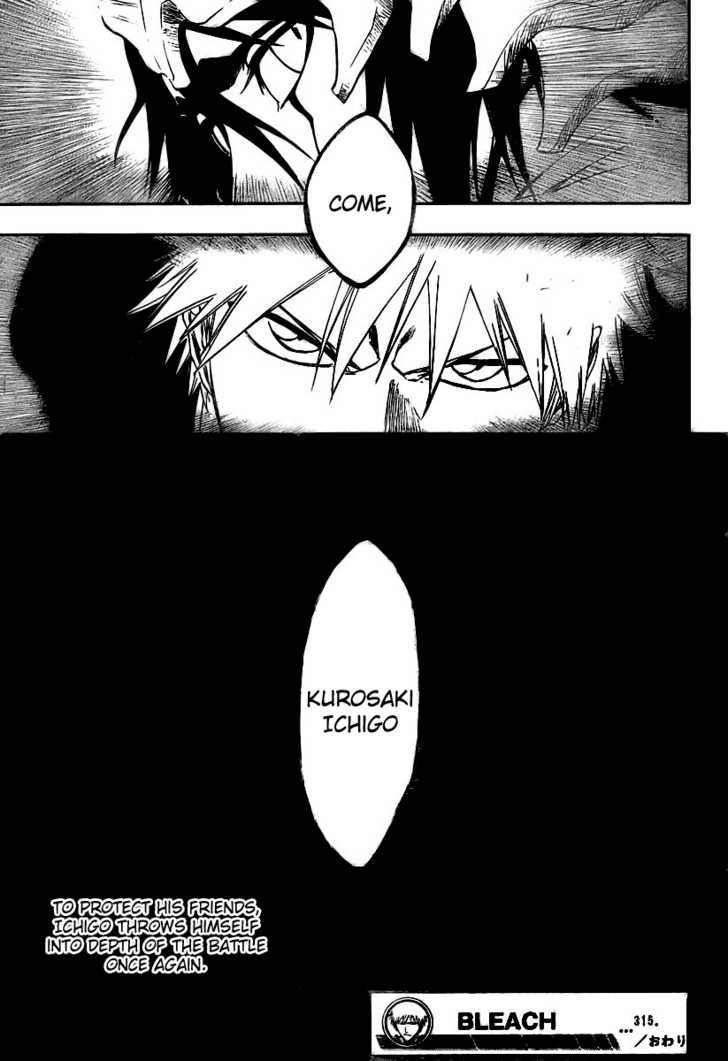 COME,
KUROSAKI
ICHIGO
TO PROTECT HIS FRIENDS,
ICHIGO THROWS HIMSELF
INTO DEPTH OF THE BATTLE
ONCE AGAIN.
BLEACH
...315.
／おわり